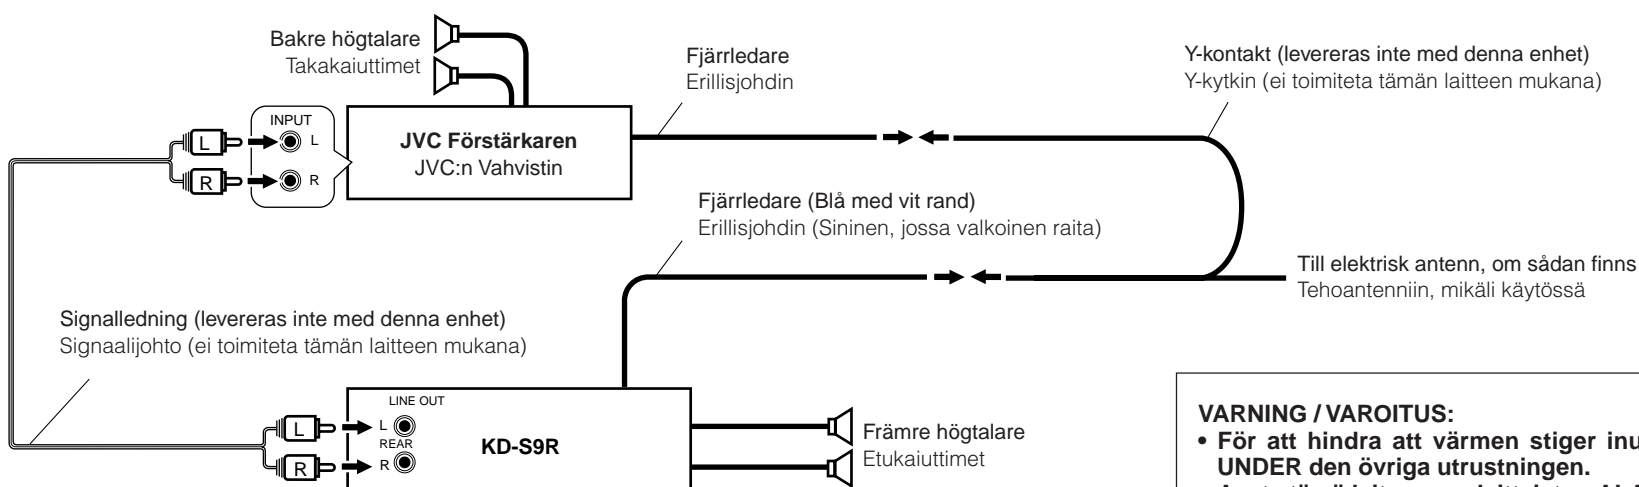 Bakre högtalare
Takakaiuttimet
Fjärrledare
Erillisjohdin
Y-kontakt (levereras inte med denna enhet)
Y-kytkin (ei toimiteta tämän laitteen mukana)
INPUT
L
L
R
R
JVC Förstärkaren
JVC:n Vahvistin
Fjärrledare (Blå med vit rand)
Erillisjohdin (Sininen, jossa valkoinen raita)
Till elektrisk antenn, om sådan finns
Tehoantenniin, mikäli käytössä
Signalledning (levereras inte med denna enhet)
Signaalijohto (ei toimiteta tämän laitteen mukana)
LINE OUT
L
L
REAR
R
R
KD-S9R
Främre högtalare
Etukaiuttimet
VARNING / VAROITUS:
• För att hindra att värmen stiger
UNDER den övriga utrustningen.